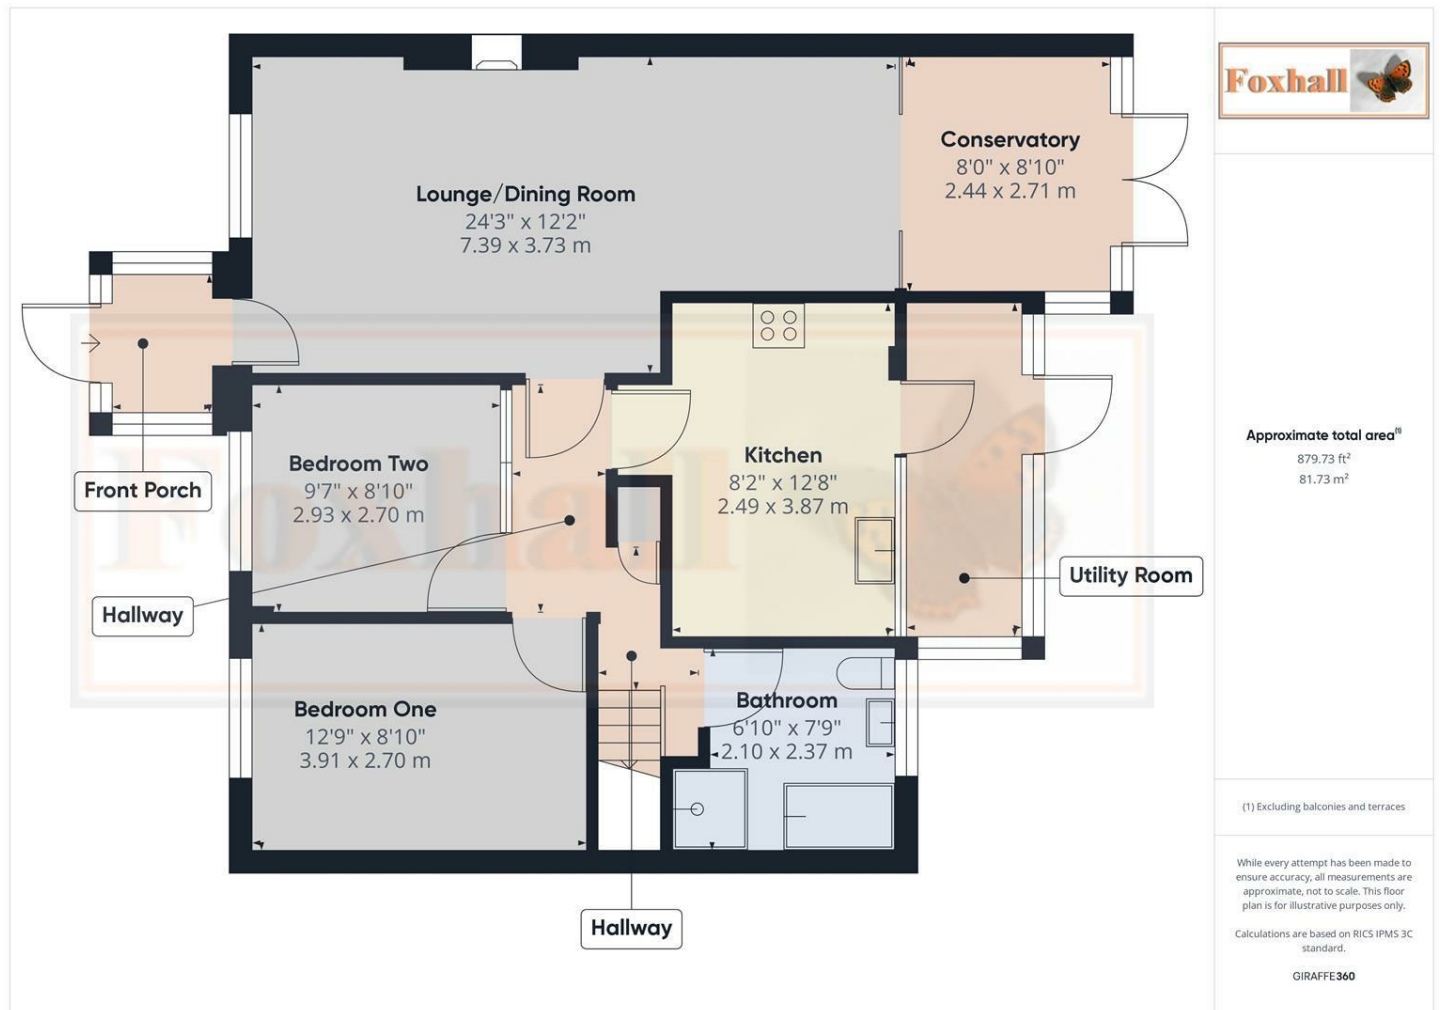 Foxhall
Lounge/Dining Room
24'3" x 12'2"
7.39 x 3.73 m
Conservatory
8'0" x 8'10"
2.44 x 2.71 m
Kitchen
8'2" x 12'8"
2.49 x 3.87 m
Bedroom Two
9'7" x 8'10"
2.93 x 2.70 m
Front Porch
Hallway
Utility Room
Bedroom One
12'9" x 8'10"
3.91 x 2.70 m
Bathroom
6'10" x 7'9"
2.10 x 2.37 m
Hallway
Foxhall
Approximate total area(1)
879.73 ft²
81.73 m²
(1) Excluding balconies and terraces
While every attempt has been made to
ensure accuracy, all measurements are
approximate, not to scale. This floor
plan is for illustrative purposes only.
Calculations are based on RICS IPMS 3C
standard.
GIRAFFE360